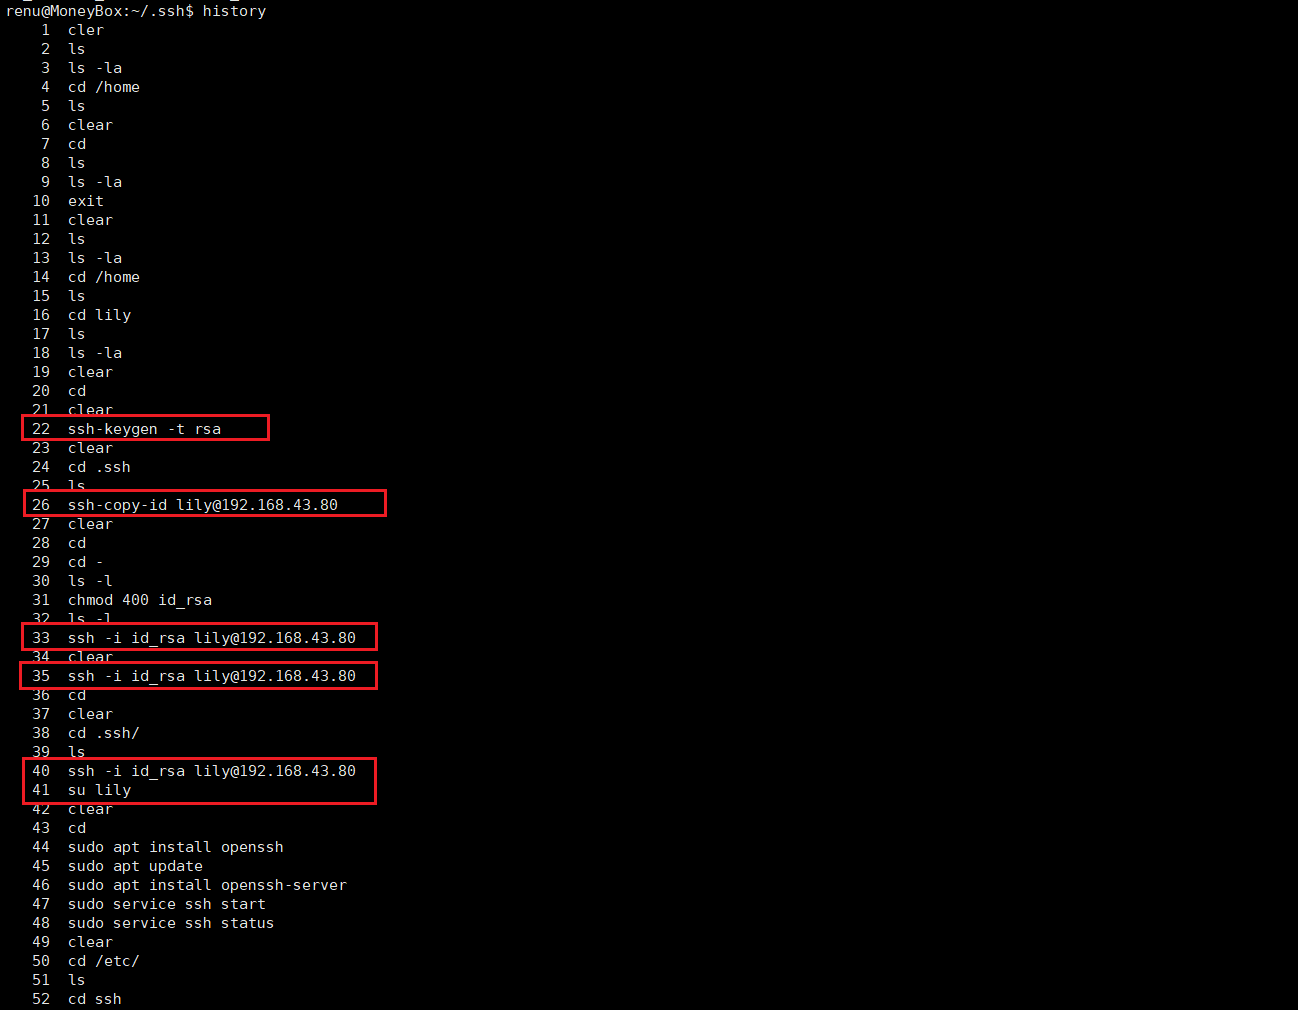 renu@MoneyBox:~/.ssh$ history
1 cler
2 ls
3 ls -la
4 cd /home
5 ls
6 clear
7 cd
8 ls
9 ls -la
10 exit
11 clear
12 ls
13 ls -la
14 cd /home
15 ls
16 cd lily
17 ls
18 ls -la
19 clear
20 cd
21 clear
22 ssh-keygen -t rsa
23 clear
24 cd .ssh
25 ls
26 ssh-copy-id lily@192.168.43.80
27 clear
28 cd
29 cd -
30 ls -l
31 chmod 400 id_rsa
32 ls -l
33 ssh -i id_rsa lily@192.168.43.80
34 clear
35 ssh -i id_rsa lily@192.168.43.80
36 cd
37 clear
38 cd .ssh/
39 ls
40 ssh -i id_rsa lily@192.168.43.80
41 su lily
42 clear
43 cd
44 sudo apt install openssh
45 sudo apt update
46 sudo apt install openssh-server
47 sudo service ssh start
48 sudo service ssh status
49 clear
50 cd /etc/
51 ls
52 cd ssh